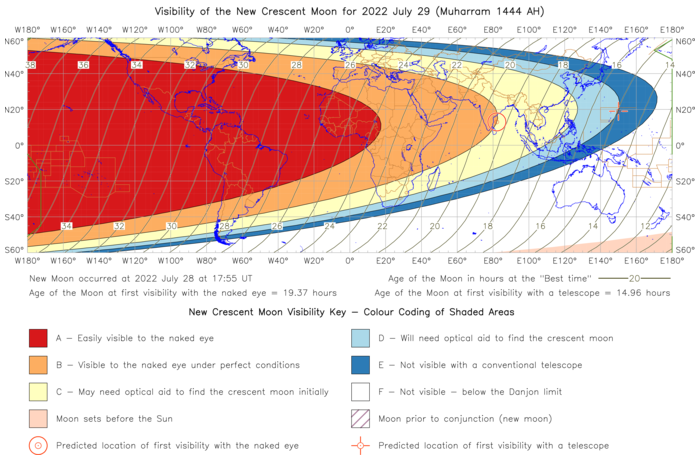 Visibility of the New Crescent Moon for 2022 July 29 (Muharram 1444 AH)
W180° W160° W140° W120° W100° W80° W60° W40° W20° 0° E20° E40° E60° E80° E100° E120° E140° E160° E180°
N60° N60°
N40° N40°
N20° N20°
0° 0°
S20° S20°
S40° S40°
S60° S60°
38 36 34 32 30 28 26 24 22 20 18 16 14
34 32 30 28 26 24 22 20 18 16 14 12
W180° W160° W140° W120° W100° W80° W60° W40° W20° 0° E20° E40° E60° E80° E100° E120° E140° E160° E180°
New Moon occurred at 2022 July 28 at 17:55 UT
Age of the Moon in hours at the "Best time" 20
Age of the Moon at first visibility with the naked eye = 19.37 hours
Age of the Moon at first visibility with a telescope = 14.96 hours
New Crescent Moon Visibility Key – Colour Coding of Shaded Areas
A – Easily visible to the naked eye
D – Will need optical aid to find the crescent moon
B – Visible to the naked eye under perfect conditions
E – Not visible with a conventional telescope
C – May need optical aid to find the crescent moon initially
F – Not visible – below the Danjon limit
Moon sets before the Sun
Moon prior to conjunction (new moon)
Predicted location of first visibility with the naked eye
Predicted location of first visibility with a telescope